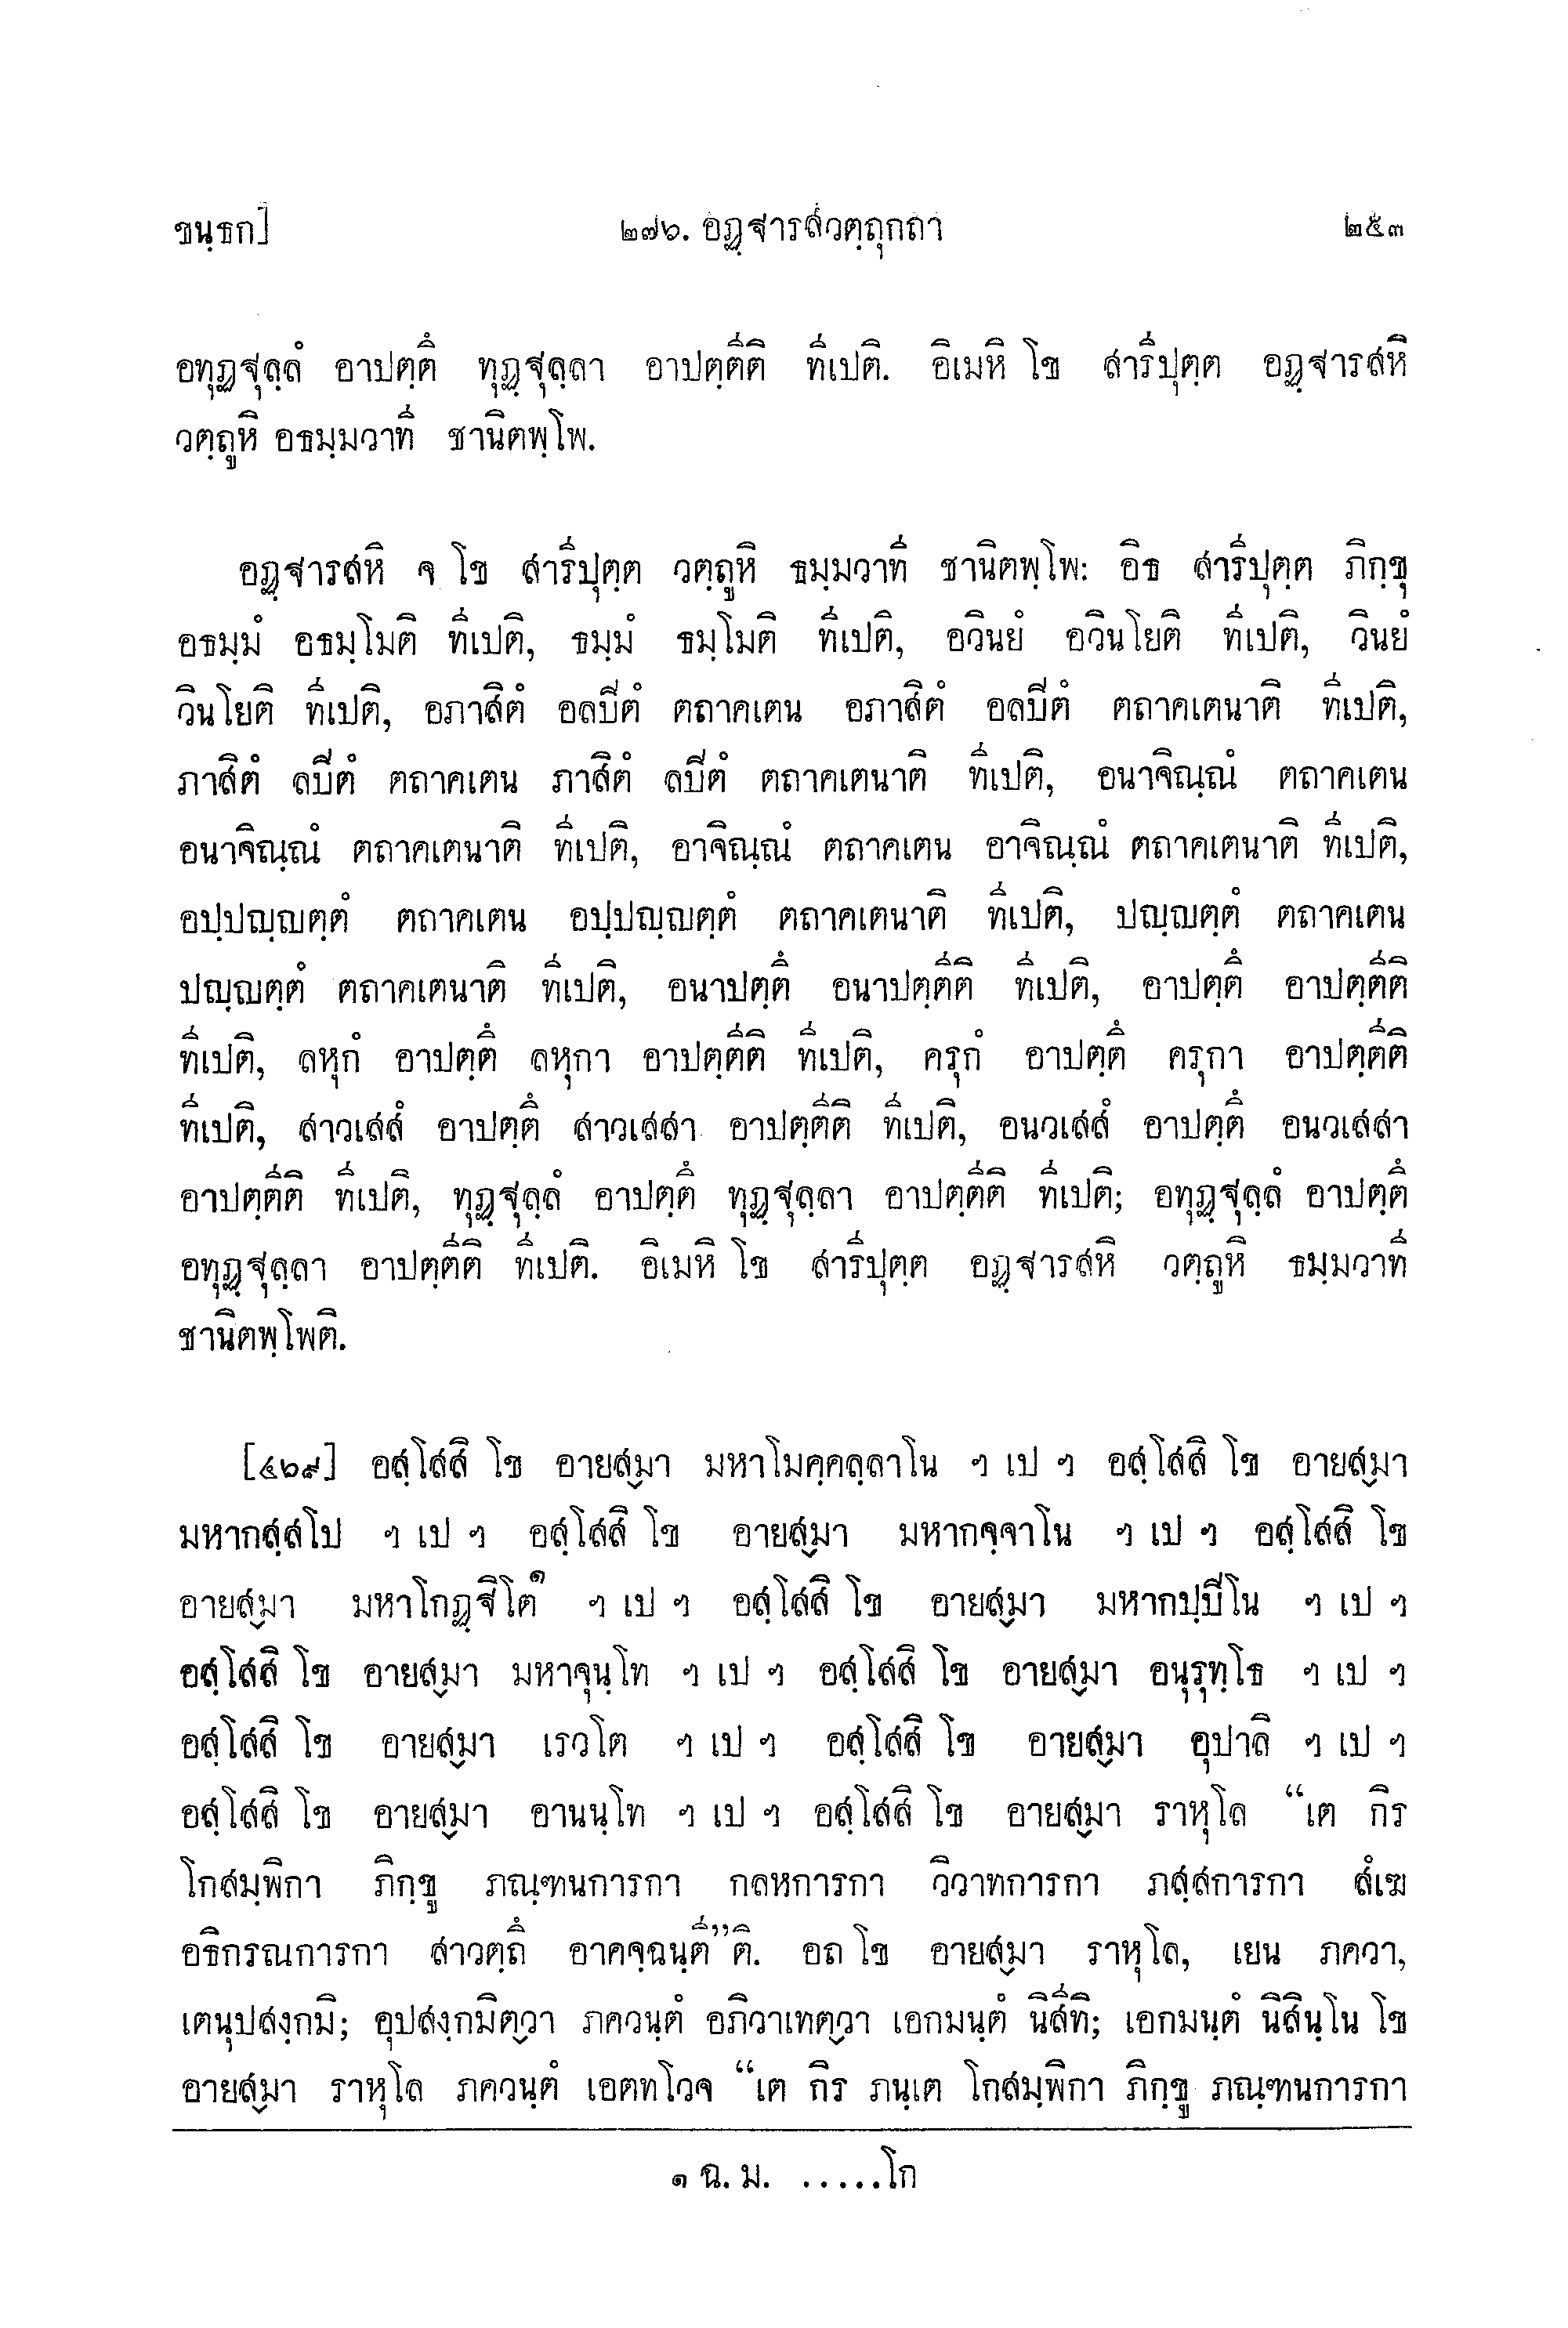 ขนฺธก]	๒๗๖. อฏฺฐารสวตฺถุกถา	๒๕๓
อทุฏฺฐุลฺลํ อาปตฺตึ ทุฏฺฐุลฺลา อาปตฺตีติ ทีเปติ. อิเมหิ โข สารีปุตฺต อฏฺฐารสหิ
วตฺถูหิ อธมฺมวาที ชานิตพฺโพ.
อฏฺฐารสหิ จ โข สารีปุตฺต วตฺถูหิ ธมฺมวาที ชานิตพฺโพ: อิธ สารีปุตฺต ภิกฺขุ
อธมฺมํ อธมฺโมติ ทีเปติ, ธมฺมํ ธมฺโมติ ทีเปติ, อวินยํ อวินโยติ ทีเปติ, วินยํ
วินโยติ ทีเปติ, อภาสิตํ อลปีตํ ตถาคเตน อภาสิตํ อลปีตํ ตถาคเตนาติ ทีเปติ,
ภาสิตํ ลปีตํ ตถาคเตน ภาสิตํ ลปีตํ ตถาคเตนาติ ทีเปติ, อนาจิณฺณํ ตถาคเตน
อนาจิณฺณํ ตถาคเตนาติ ทีเปติ, อาจิณฺณํ ตถาคเตน อาจิณฺณํ ตถาคเตนาติ ทีเปติ,
อปฺปญฺญตฺตํ ตถาคเตน อปฺปญฺญตฺตํ ตถาคเตนาติ ทีเปติ, ปญฺญตฺตํ ตถาคเตน
ปญฺญตฺตํ ตถาคเตนาติ ทีเปติ, อนาปตฺตึ อนาปตฺตีติ ทีเปติ, อาปตฺตึ อาปตฺตีติ
ทีเปติ, ลหุกํ อาปตฺตึ ลหุกา อาปตฺตีติ ทีเปติ, ครุกํ อาปตฺตึ ครุกา อาปตฺตีติ
ทีเปติ, สาวเสสํ อาปตฺตึ สาวเสสา อาปตฺตีติ ทีเปติ, อนวเสสํ อาปตฺตึ อนวเสสา
อาปตฺตีติ ทีเปติ, ทุฏฺฐุลฺลํ อาปตฺตึ ทุฏฺฐุลฺลา อาปตฺตีติ ทีเปติ; อทุฏฺฐุลฺลํ อาปตฺตึ
อทุฏฺฐุลฺลา อาปตฺตีติ ทีเปติ. อิเมหิ โข สารีปุตฺต อฏฺฐารสหิ วตฺถูหิ ธมฺมวาที
ชานิตพฺโพติ.
[๔๖๙] อสฺโสสิ โข อายสฺมา มหาโมคฺคลฺลาโน ฯ เป ฯ อสฺโสสิ โข อายสฺมา
มหากสฺสโป ฯ เป ฯ อสฺโสสิ โข อายสฺมา มหากจฺจาโน ฯ เป ฯ อสฺโสสิ โข
อายสฺมา มหาโกฏฺฐิโต๑ ฯ เป ฯ อสฺโสสิ โข อายสฺมา มหากปฺปีโน ฯ เป ฯ
อสฺโสสิ โข อายสฺมา มหาจุนฺโท ฯ เป ฯ อสฺโสสิ โข อายสฺมา อนุรุทฺโธ ฯ เป ฯ
อสฺโสสิ โข อายสฺมา เรวโต ฯ เป ฯ อสฺโสสิ โข อายสฺมา อุปาลิ ฯ เป ฯ
อสฺโสสิ โข อายสฺมา อานนฺโท ฯ เป ฯ อสฺโสสิ โข อายสฺมา ราหุโล “เต กิร
โกสมฺพิกา ภิกฺขู ภณฺฑนการกา กลหการกา วิวาทการกา ภสฺสการกา สํเฆ
อธิกรณการกา สาวตฺถึ อาคจฺฉนฺตี”ติ. อถ โข อายสฺมา ราหุโล, เยน ภควา,
เตนุปสงฺกมิ; อุปสงฺกมิตฺวา ภควนฺตํ อภิวาเทตฺวา เอกมนฺตํ นิสีทิ; เอกมนฺตํ นิสินฺโน โข
อายสฺมา ราหุโล ภควนฺตํ เอตทโวจ “เต กิร ภนฺเต โกสมฺพิกา ภิกฺขู ภณฺฑนการกา
๑ ฉ. ม. .....โก